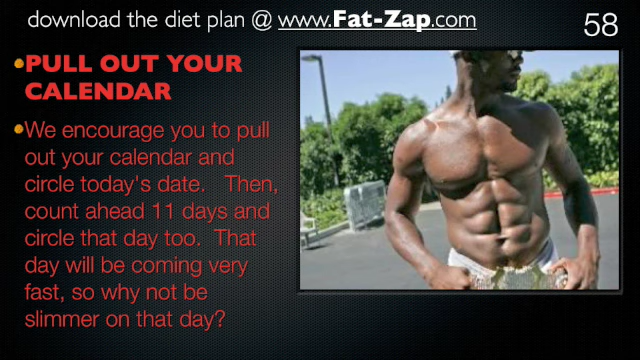 download the diet plan @ www.Fat-Zap.com
58
PULL OUT YOUR
CALENDAR
We encourage you to pull
out your calendar and
circle today's date. Then,
count ahead 11 days and
circle that day too. That
day will be coming very
fast, so why not be
slimmer on that day?